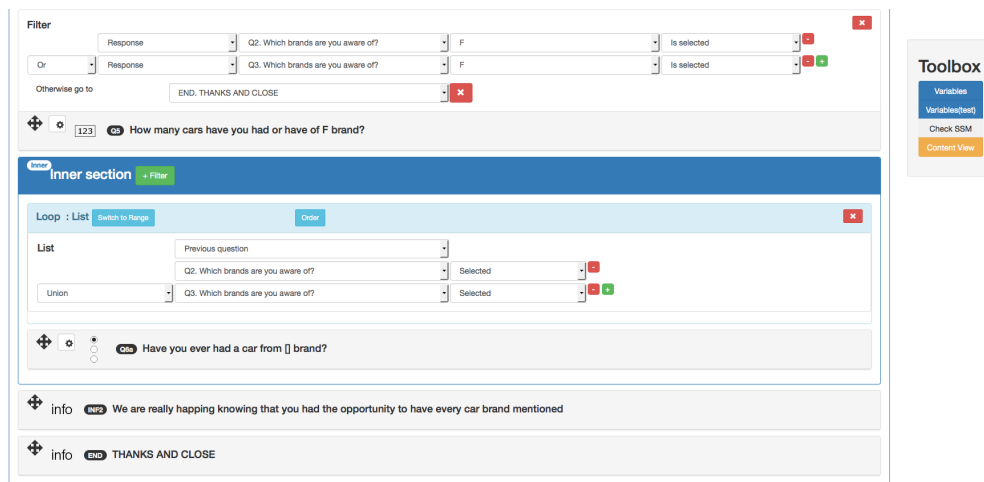 Filter
Response Q2. Which brands are you aware of? F Is selected -
Or Response Q3. Which brands are you aware of? F Is selected - +
Otherwise go to END. THANKS AND CLOSE
123 Q5 How many cars have you had or have of F brand?
Inner
Inner section + Filter
Loop : List Switch to Range Order
List Previous question
Q2. Which brands are you aware of? Selected -
Union Q3. Which brands are you aware of? Selected - +
Q6a Have you ever had a car from [] brand?
info INF2 We are really happing knowing that you had the opportunity to have every car brand mentioned
info END THANKS AND CLOSE
Toolbox
Variables
Variables(test)
Check SSM
Content View